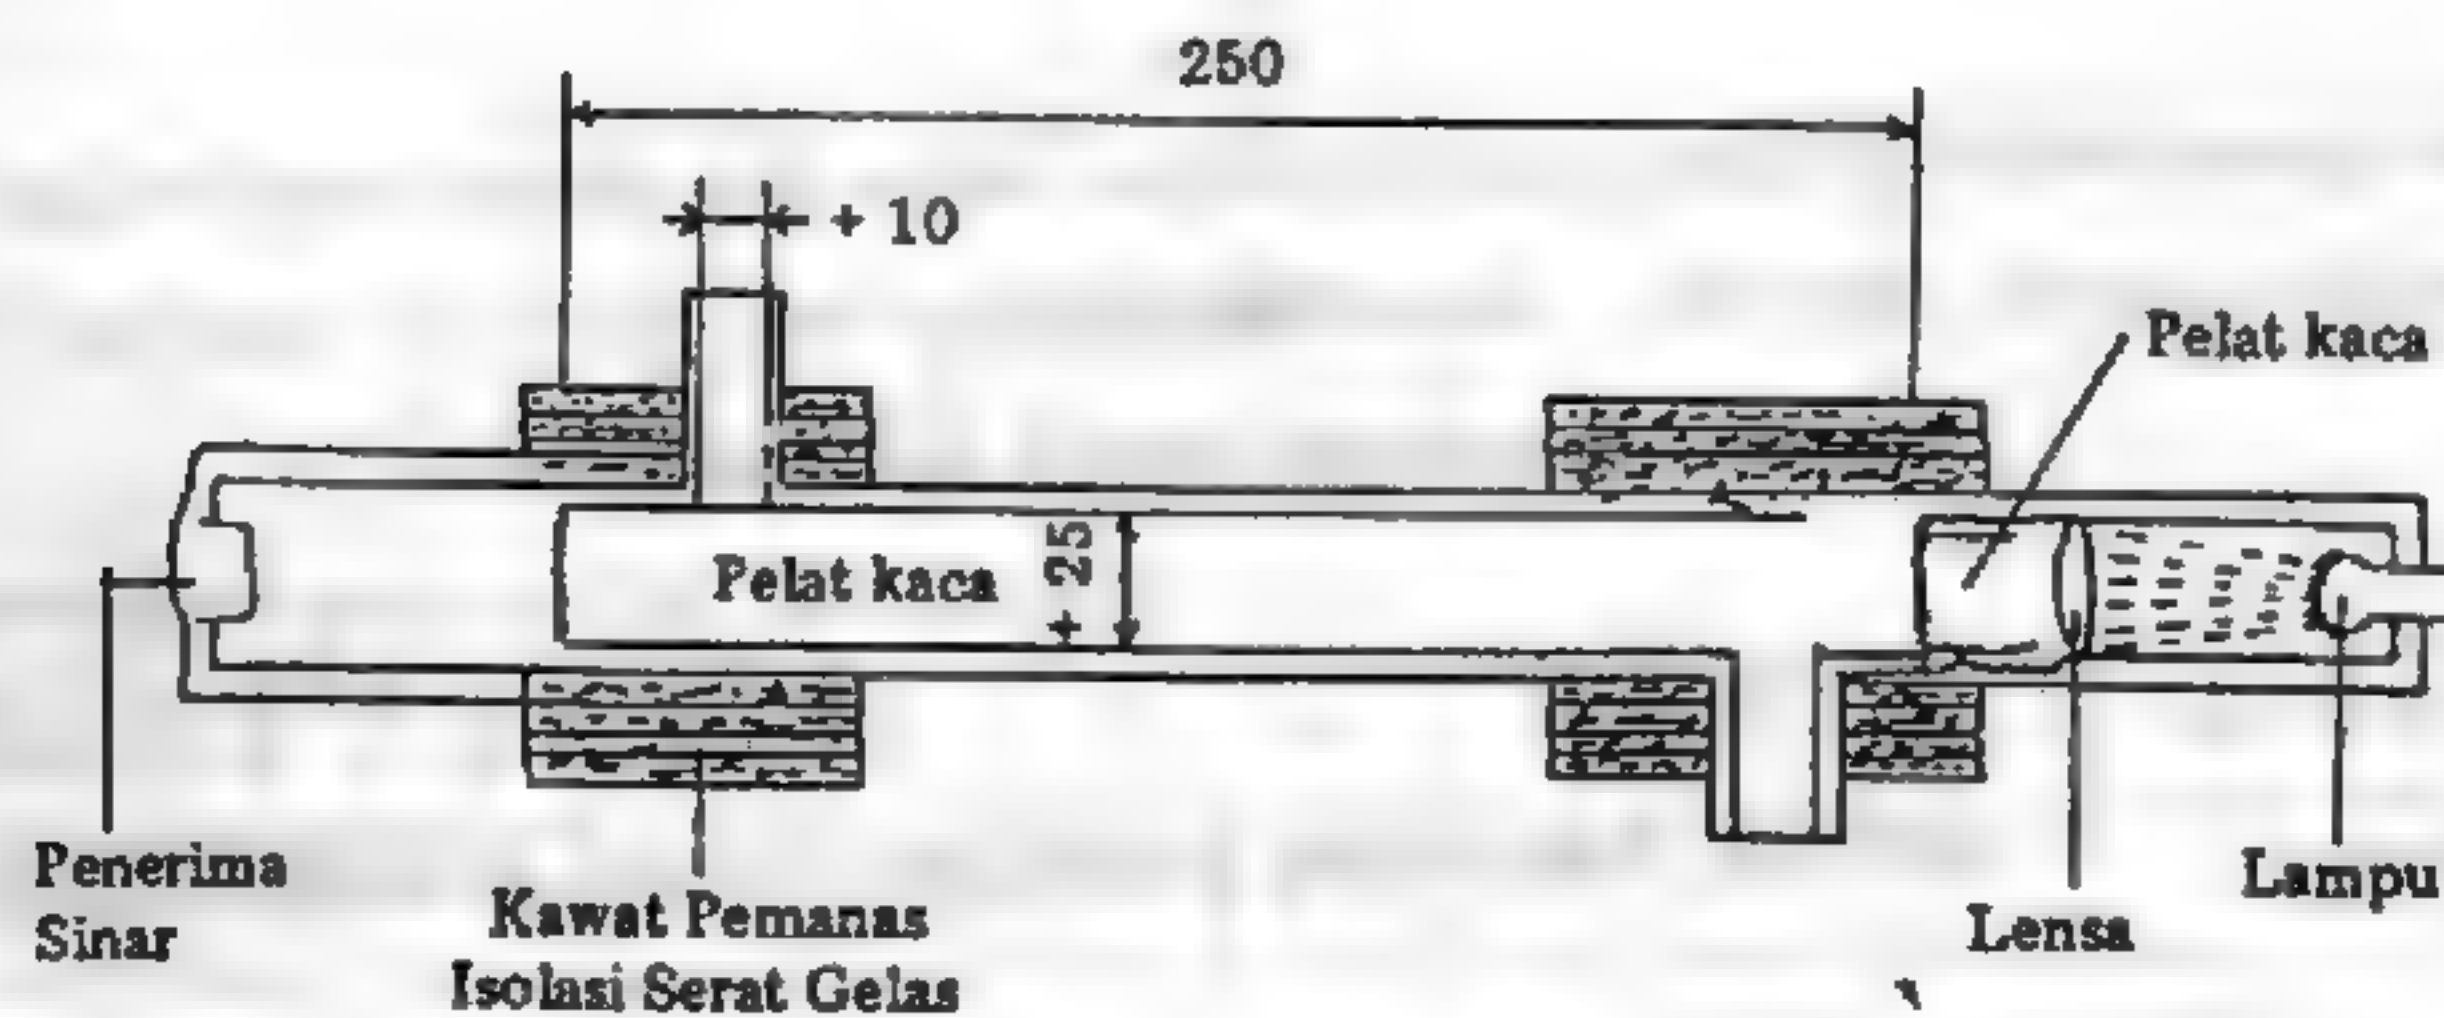 250
+ 10
Pelat kaca
Pelat kaca
+ 25
Penerima
Sinar
Kawat Pemanas
Isolasi Serat Gelas
Lensa
Lampu